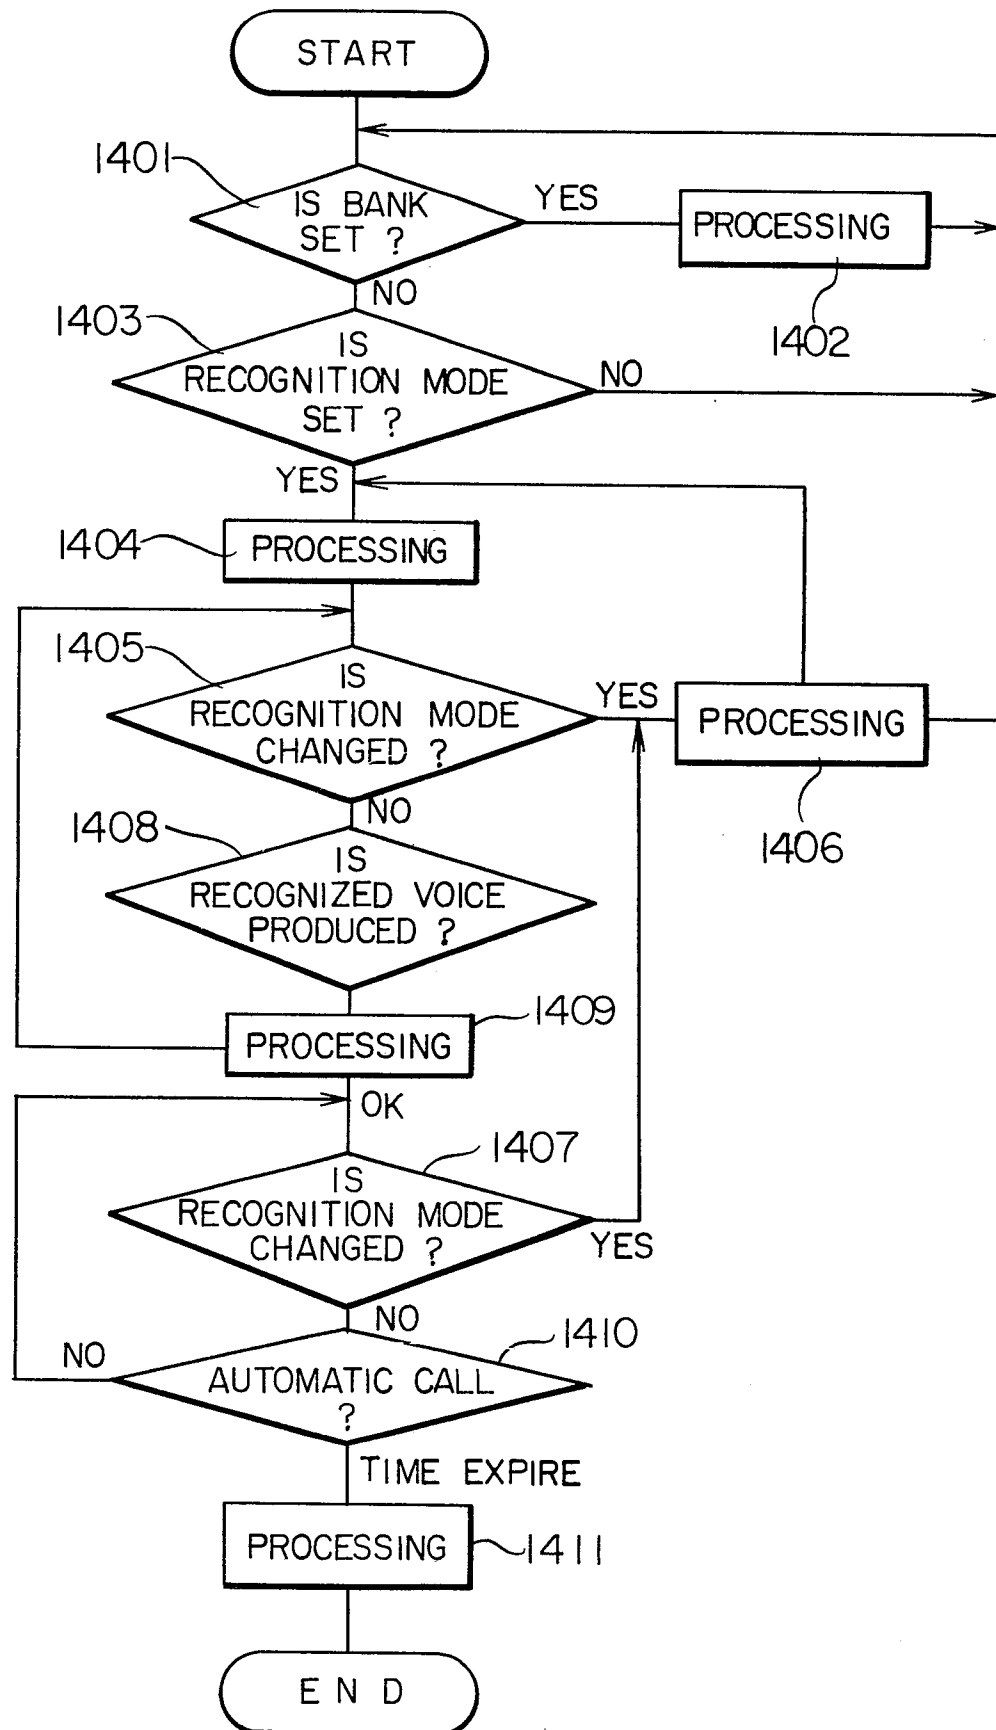 START
1401
IS BANK
SET ?
YES
PROCESSING
1402
NO
1403
IS
RECOGNITION MODE
SET ?
NO
YES
1404
PROCESSING
1405
IS
RECOGNITION MODE
CHANGED ?
YES
PROCESSING
1406
NO
1408
IS
RECOGNIZED VOICE
PRODUCED ?
1409
PROCESSING
OK
1407
IS
RECOGNITION MODE
CHANGED ?
YES
NO
1410
NO
AUTOMATIC CALL
?
TIME EXPIRE
PROCESSING
1411
END